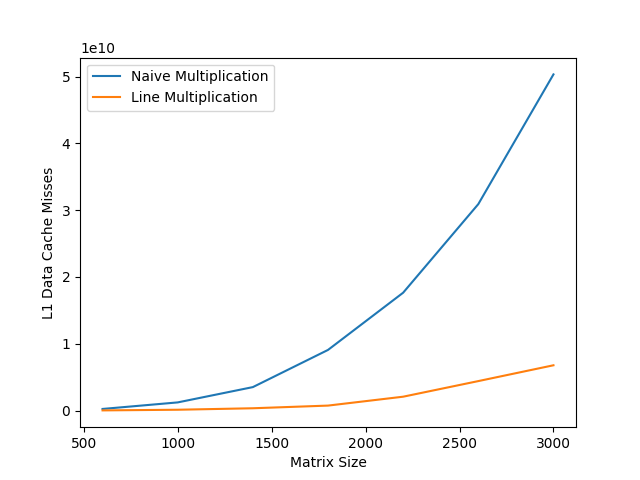 1e10
Naive Multiplication
Line Multiplication
5
4
3
2
1
0
L1 Data Cache Misses
500 1000 1500 2000 2500 3000
Matrix Size